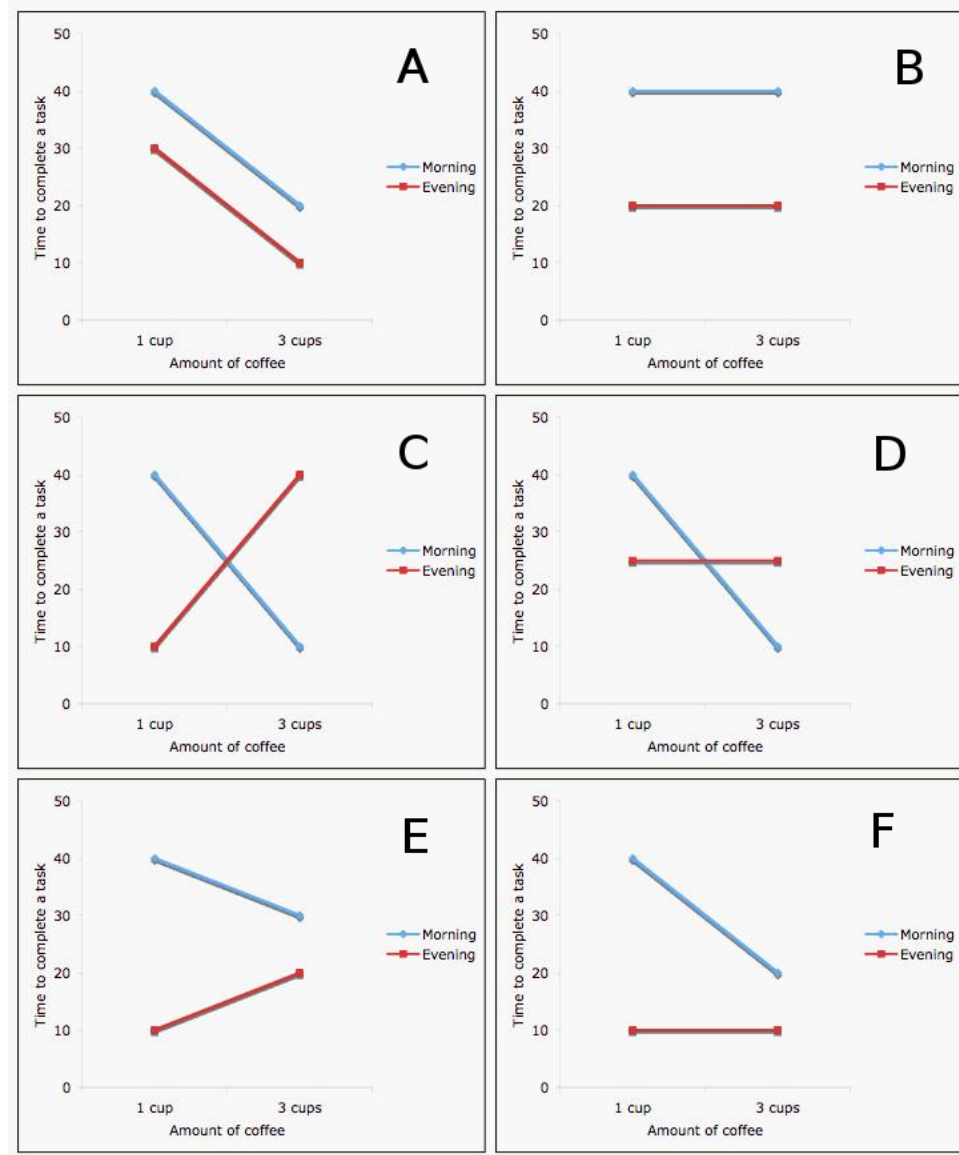 A
50
40
30
20
10
0
Time to complete a task
Morning
Evening
1 cup 3 cups
Amount of coffee
B
50
40
30
20
10
0
Time to complete a task
Morning
Evening
1 cup 3 cups
Amount of coffee
C
50
40
30
20
10
0
Time to complete a task
Morning
Evening
1 cup 3 cups
Amount of coffee
D
50
40
30
20
10
0
Time to complete a task
Morning
Evening
1 cup 3 cups
Amount of coffee
E
50
40
30
20
10
0
Time to complete a task
Morning
Evening
1 cup 3 cups
Amount of coffee
F
50
40
30
20
10
0
Time to complete a task
Morning
Evening
1 cup 3 cups
Amount of coffee